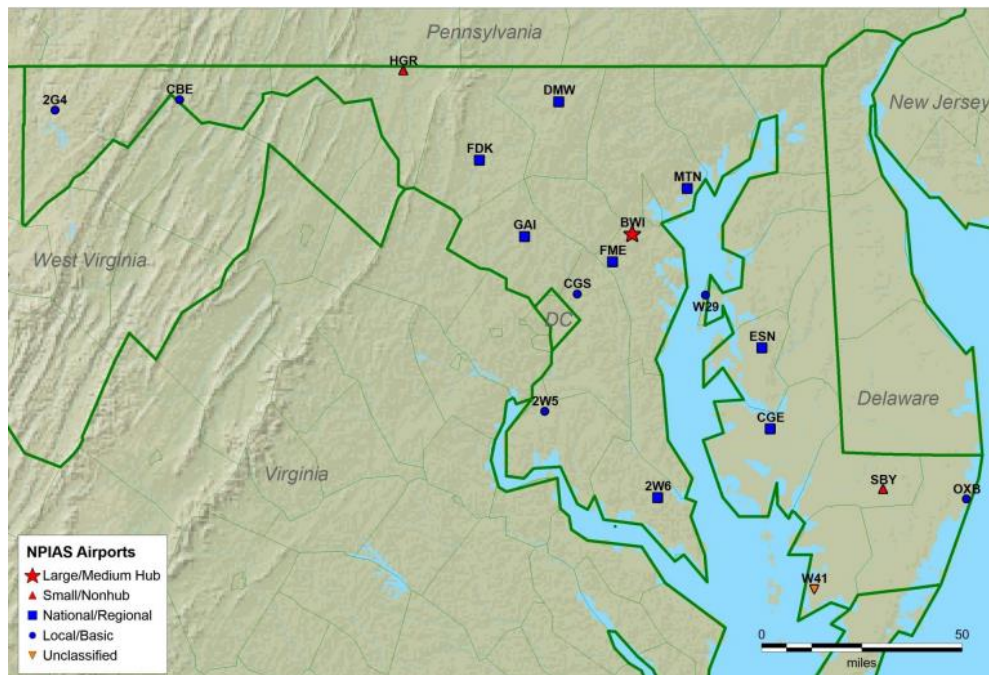 Pennsylvania
HGR
2G4
CBE
DMW
New Jersey
FDK
MTN
GAI
BWI
West Virginia
FME
CGS
W29
DC
ESN
Delaware
2W5
CGE
Virginia
2W6
SBY
OXB
W41
NPIAS Airports
Large/Medium Hub
Small/Nonhub
National/Regional
Local/Basic
Unclassified
0 50
miles